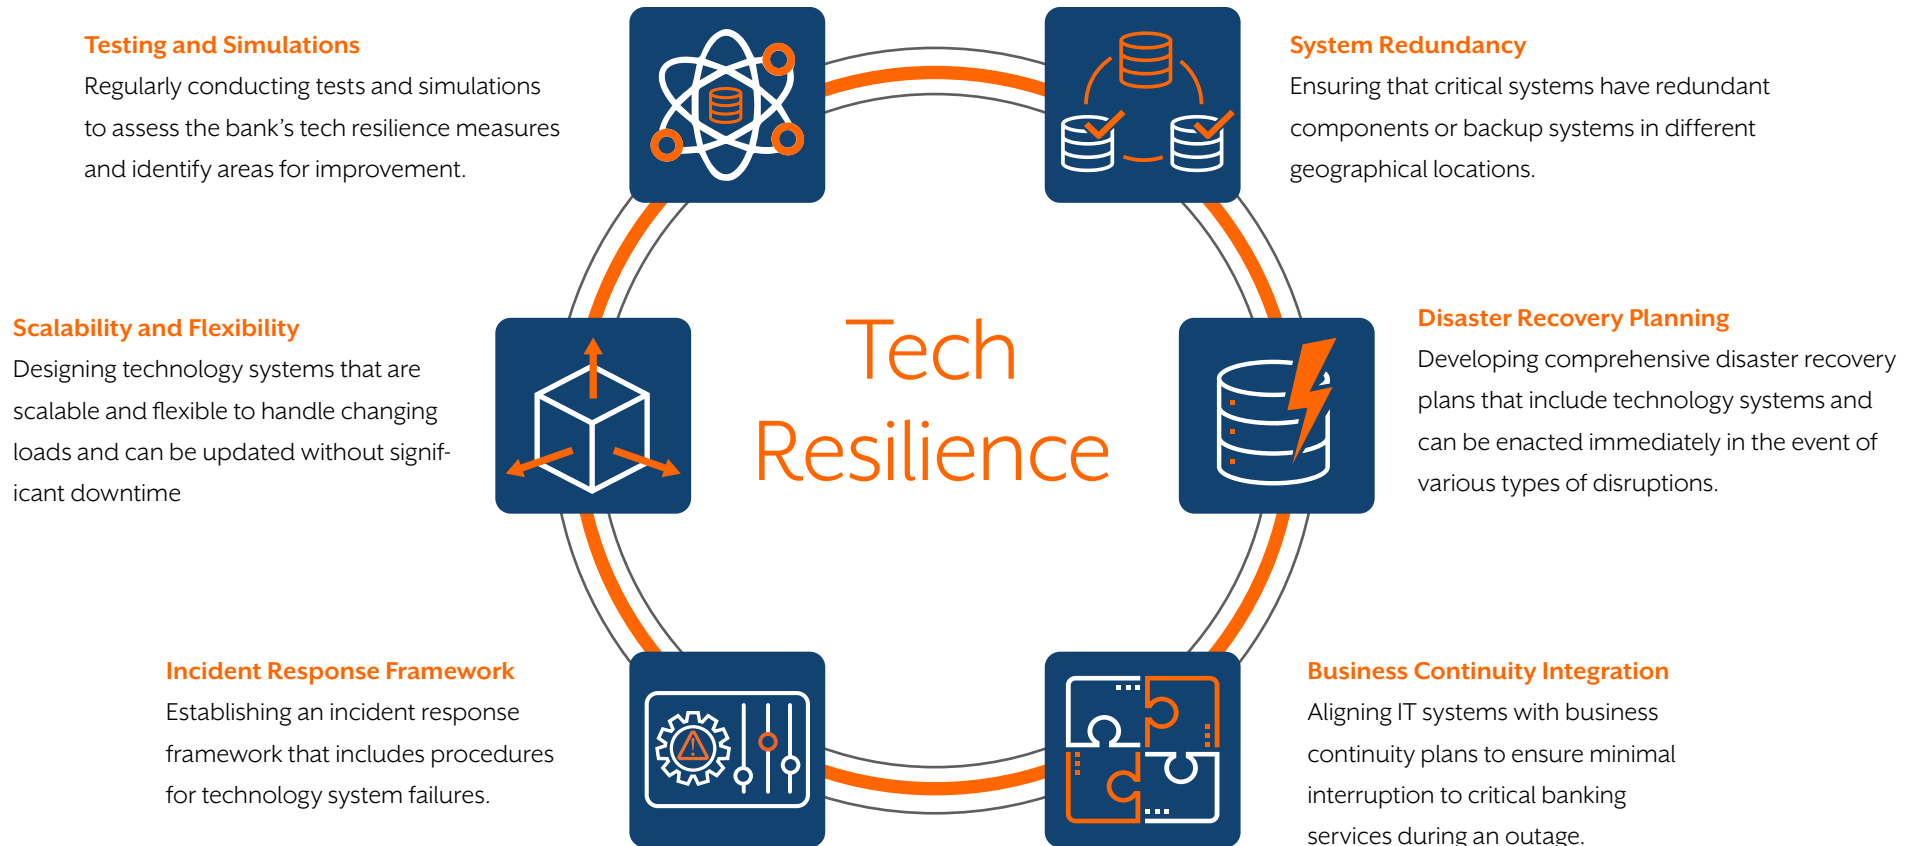 Testing and Simulations
Regularly conducting tests and simulations
to assess the bank’s tech resilience measures
and identify areas for improvement.
System Redundancy
Ensuring that critical systems have redundant
components or backup systems in different
geographical locations.
Scalability and Flexibility
Designing technology systems that are
scalable and flexible to handle changing
loads and can be updated without signif-
icant downtime
Tech
Resilience
Disaster Recovery Planning
Developing comprehensive disaster recovery
plans that include technology systems and
can be enacted immediately in the event of
various types of disruptions.
Incident Response Framework
Establishing an incident response
framework that includes procedures
for technology system failures.
Business Continuity Integration
Aligning IT systems with business
continuity plans to ensure minimal
interruption to critical banking
services during an outage.